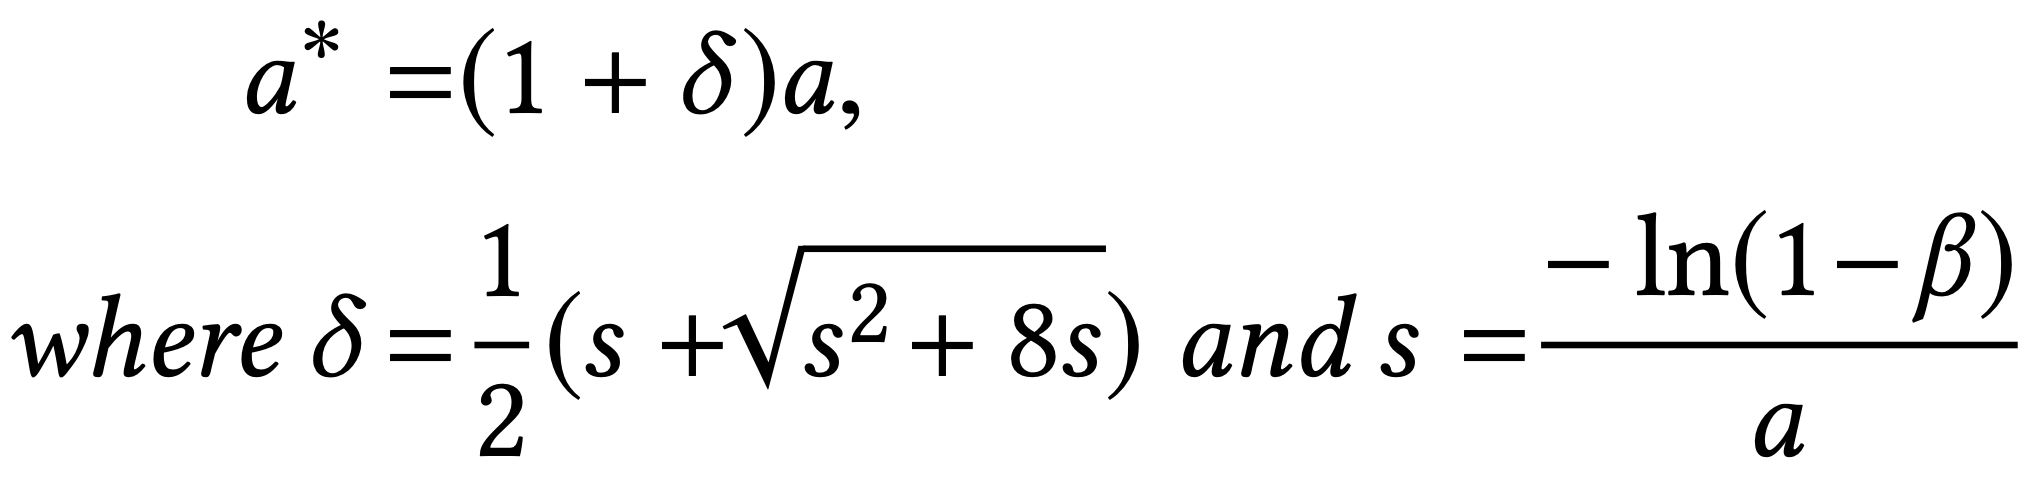 a* =(1 + δ)a,
where δ = 1/2 (s + √(s² + 8s)) and s = − ln(1− β)/a